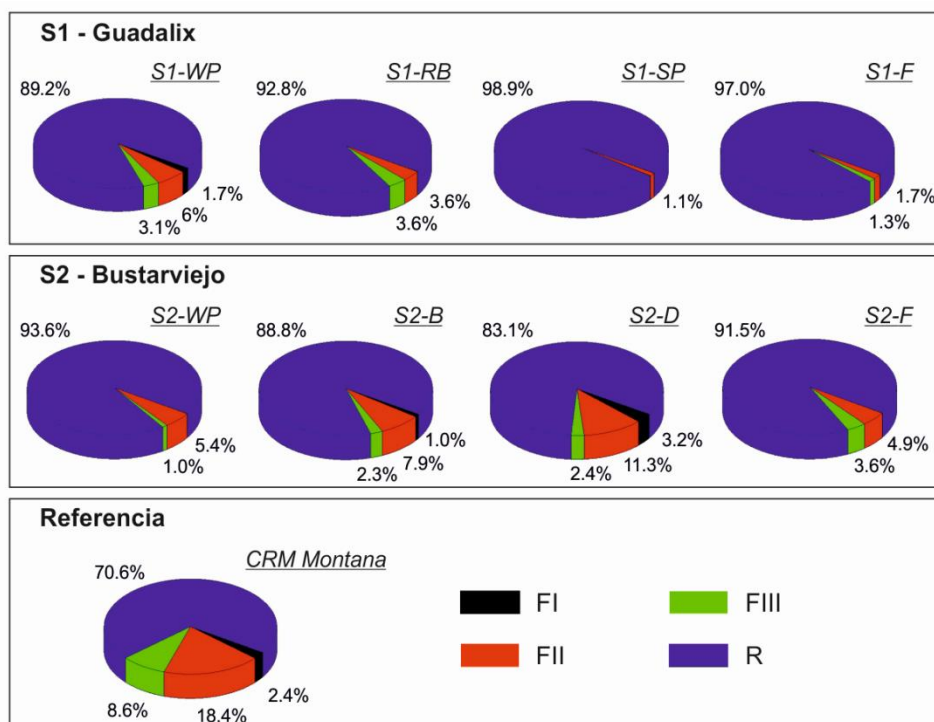 S1 - Guadalix
S1-WP
89.2%
1.7%
6%
3.1%
S1-RB
92.8%
3.6%
3.6%
S1-SP
98.9%
1.1%
S1-F
97.0%
1.7%
1.3%
S2 - Bustarviejo
S2-WP
93.6%
5.4%
1.0%
S2-B
88.8%
1.0%
7.9%
2.3%
S2-D
83.1%
3.2%
11.3%
2.4%
S2-F
91.5%
4.9%
3.6%
Referencia
CRM Montana
70.6%
2.4%
18.4%
8.6%
FI
FIII
FII
R